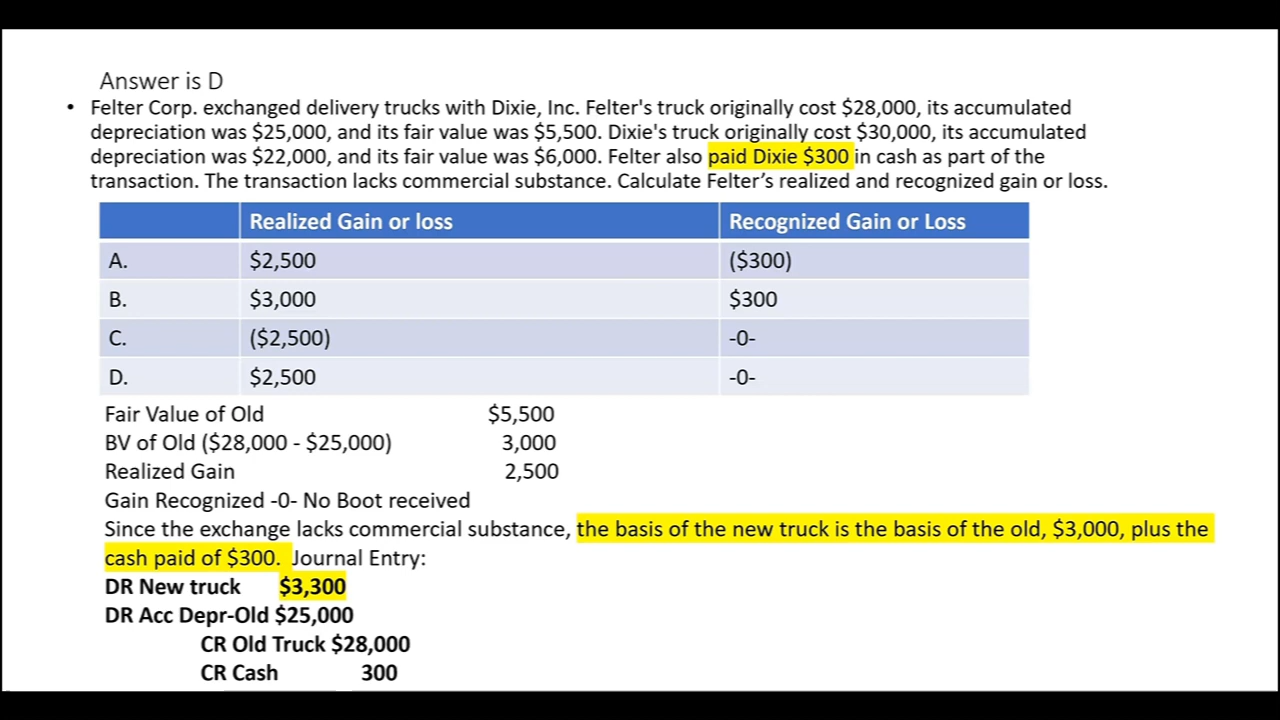 Answer is D
• Felter Corp. exchanged delivery trucks with Dixie, Inc. Felter's truck originally cost $28,000, its accumulated
depreciation was $25,000, and its fair value was $5,500. Dixie's truck originally cost $30,000, its accumulated
depreciation was $22,000, and its fair value was $6,000. Felter also paid Dixie $300 in cash as part of the
transaction. The transaction lacks commercial substance. Calculate Felter’s realized and recognized gain or loss.
Realized Gain or loss Recognized Gain or Loss
A. $2,500 ($300)
B. $3,000 $300
C. ($2,500) -0-
D. $2,500 -0-
Fair Value of Old $5,500
BV of Old ($28,000 - $25,000) 3,000
Realized Gain 2,500
Gain Recognized -0- No Boot received
Since the exchange lacks commercial substance, the basis of the new truck is the basis of the old, $3,000, plus the
cash paid of $300. Journal Entry:
DR New truck $3,300
DR Acc Depr-Old $25,000
CR Old Truck $28,000
CR Cash 300